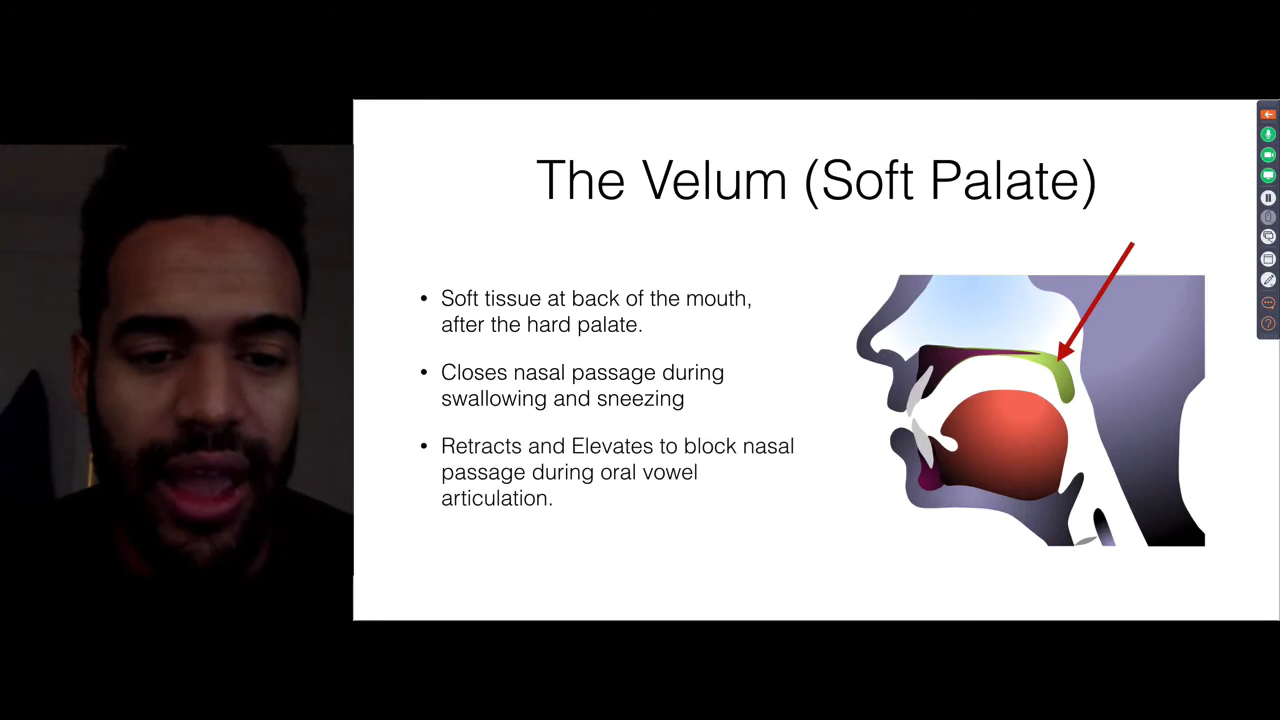 The Velum (Soft Palate)
• Soft tissue at back of the mouth,
after the hard palate.
• Closes nasal passage during
swallowing and sneezing
• Retracts and Elevates to block nasal
passage during oral vowel
articulation.